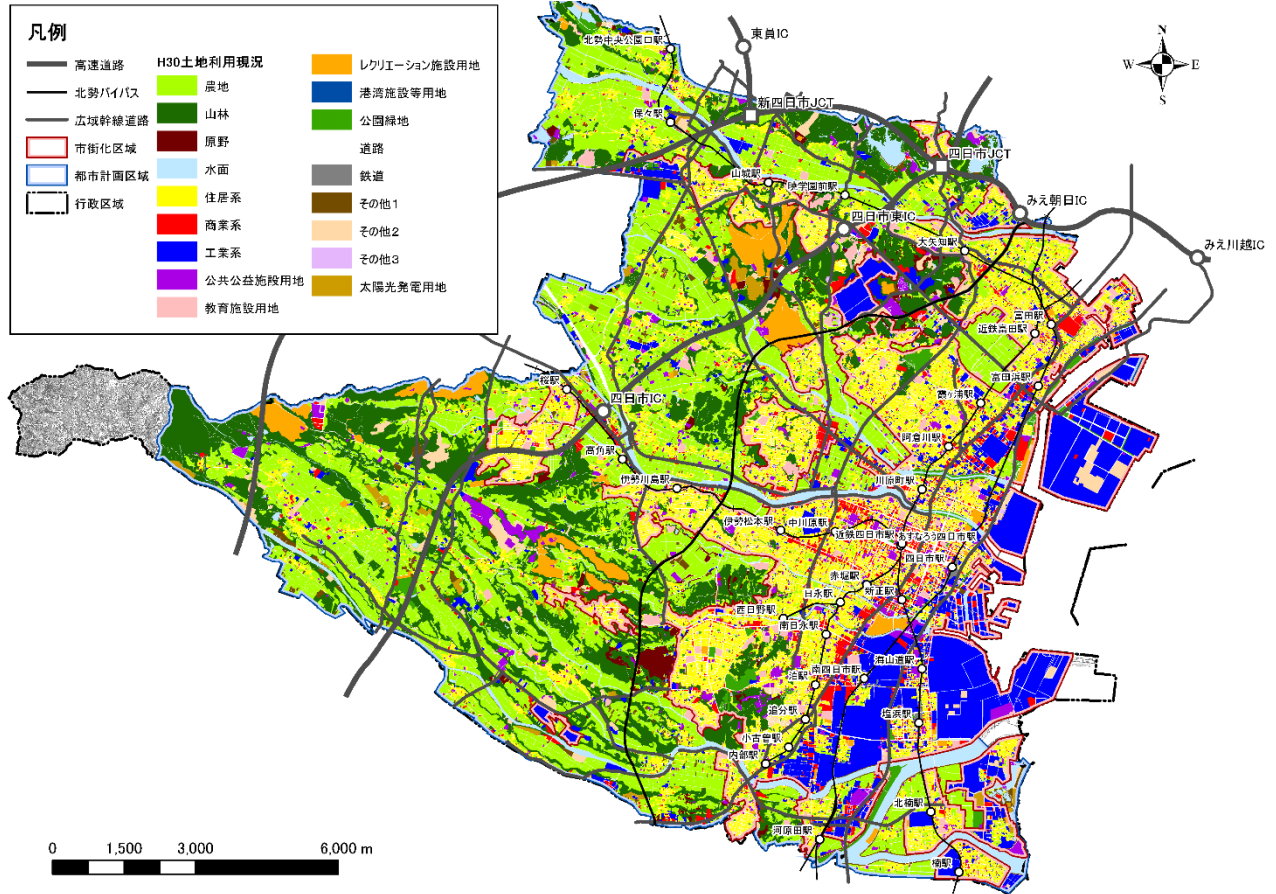 凡例
高速道路
北勢バイパス
広域幹線道路
市街化区域
都市計画区域
行政区域
H30土地利用現況
農地
山林
原野
水面
住居系
商業系
工業系
公共公益施設用地
教育施設用地
レクリエーション施設用地
港湾施設等用地
公園緑地
道路
鉄道
その他1
その他2
その他3
太陽光発電用地
N
W
E
S
北勢中央公園口駅
東員IC
新四日市JCT
保々駅
四日市JCT
山城駅
暁学園前駅
みえ朝日IC
四日市東IC
大矢知駅
みえ川越IC
富田駅
近鉄富田駅
富田浜駅
桜駅
四日市IC
霞ヶ浦駅
阿倉川駅
高角駅
伊勢川島駅
川原町駅
伊勢松本駅
中川原駅
近鉄四日市駅
あすなろう四日市駅
四日市駅
赤堀駅
日永駅
新正駅
西日野駅
南日永駅
海山道駅
南四日市駅
泊駅
追分駅
塩浜駅
小古曽駅
内部駅
北楠駅
河原田駅
楠駅
0
1,500
3,000
6,000 m